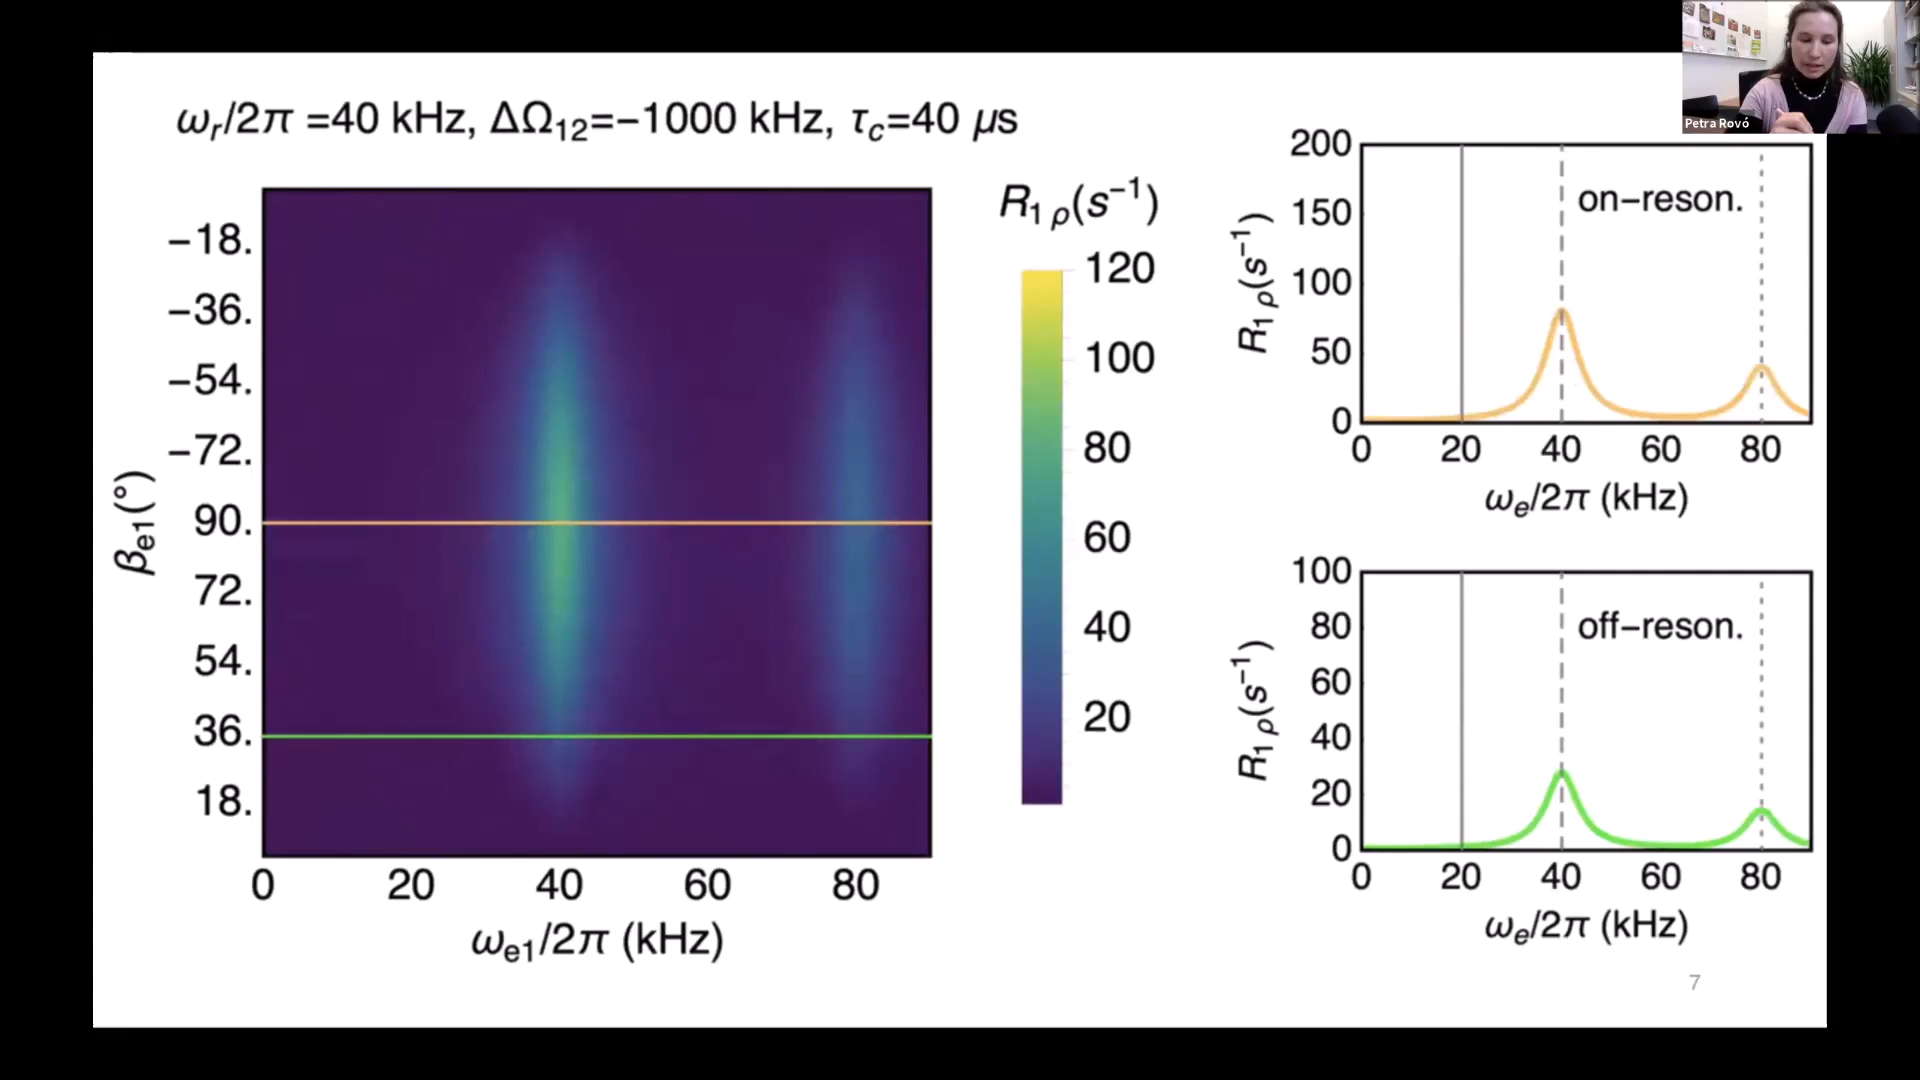 Petra Rovó
ωr/2π =40 kHz, ΔΩ12=−1000 kHz, τc=40 μs
R1ρ(s−1)
120
100
80
60
40
20
βe1(°)
−18.
−36.
−54.
−72.
90.
72.
54.
36.
18.
0 20 40 60 80
ωe1/2π (kHz)
on−reson.
R1ρ(s−1)
200
150
100
50
0
0 20 40 60 80
ωe/2π (kHz)
off−reson.
R1ρ(s−1)
100
80
60
40
20
0
0 20 40 60 80
ωe/2π (kHz)
7